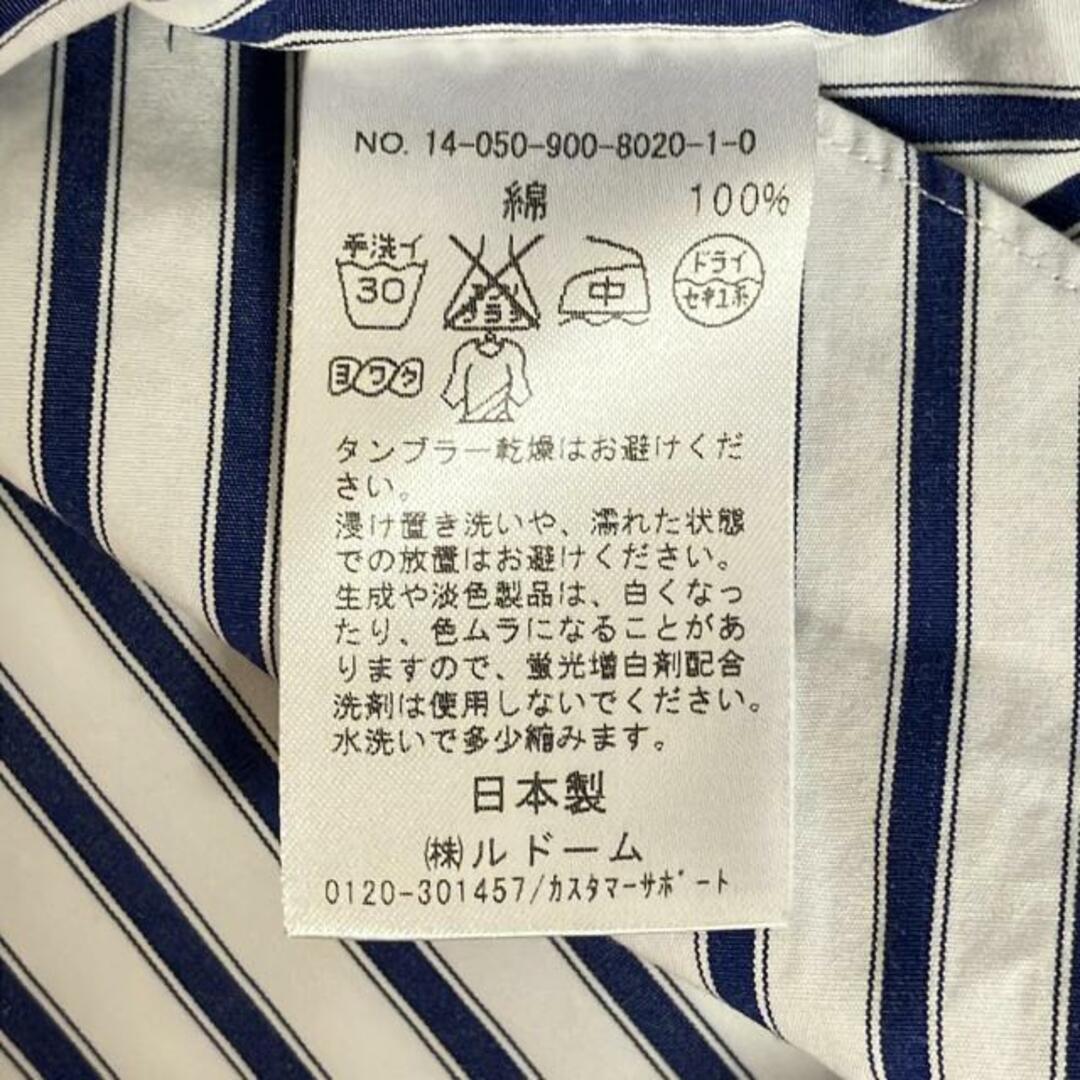 NO. 14-050-900-8020-1-0
綿 100%
手洗イ
30
エンソ
サラシ
中
ドライ
セキユ系
ヨワク
タンブラー乾燥はお避けくだ
さい。
浸け置き洗いや、濡れた状態
での放置はお避けください。
生成や淡色製品は、白くなっ
たり、色ムラになることがあ
りますので、蛍光増白剤配合
洗剤は使用しないでください。
水洗いで多少縮みます。
日本製
㈱ルドーム
0120-301457/カスタマーサポート